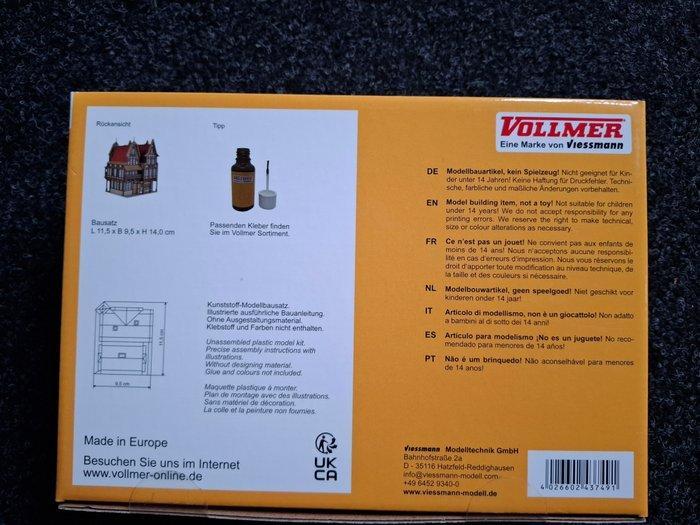 Rückansicht
Tipp
Bausatz
L 11,5 x B 9,5 x H 14,0 cm
Passenden Kleber finden
Sie im Vollmer Sortiment.
11,5 cm
9,5 cm
Kunststoff-Modellbausatz.
Illustrierte ausführliche Bauanleitung.
Ohne Ausgestaltungsmaterial.
Klebstoff und Farben nicht enthalten.
Unassembled plastic model kit.
Precise assembly instructions with
illustrations.
Without designing material.
Glue and colours not included.
Maquette plastique à monter.
Plan de montage avec des illustrations.
Sans matériel de décoration.
La colle et la peinture non fournies.
Made in Europe
Besuchen Sie uns im Internet
www.vollmer-online.de
UK
CA
VOLLMER
Eine Marke von Viessmann
DE Modellbauartikel, kein Spielzeug! Nicht geeignet für Kin-
der unter 14 Jahren! Keine Haftung für Druckfehler. Techni-
sche, farbliche und maßliche Änderungen vorbehalten.
EN Model building item, not a toy! Not suitable for children
under 14 years! We do not accept responsibility for any
printing errors. We reserve the right to make technical,
size or colour alterations as necessary.
FR Ce n'est pas un jouet! Ne convient pas aux enfants de
moins de 14 ans! Nous n'acceptons aucune responsibi-
lité en cas d'erreurs d'impression. Nous vous réservons le
droit d'apporter toute modification au niveau technique, de
la taille et des couleurs si nécessaire.
NL Modelbouwartikel, geen speelgoed! Niet geschikt voor
kinderen onder 14 jaar!
IT Articolo di modellismo, non è un giocattolo! Non adatto
a bambini al di sotto dei 14 anni!
ES Artículo para modelismo ¡No es un juguete! No reco-
mendado para menores de 14 años!
PT Não é um brinquedo! Não aconselhável para menores
de 14 anos!
Viessmann Modelltechnik GmbH
Bahnhofstraße 2a
D - 35116 Hatzfeld-Reddighausen
info@viessmann-modell.com
+49 6452 9340-0
www.viessmann-modell.de
4 026602 437491